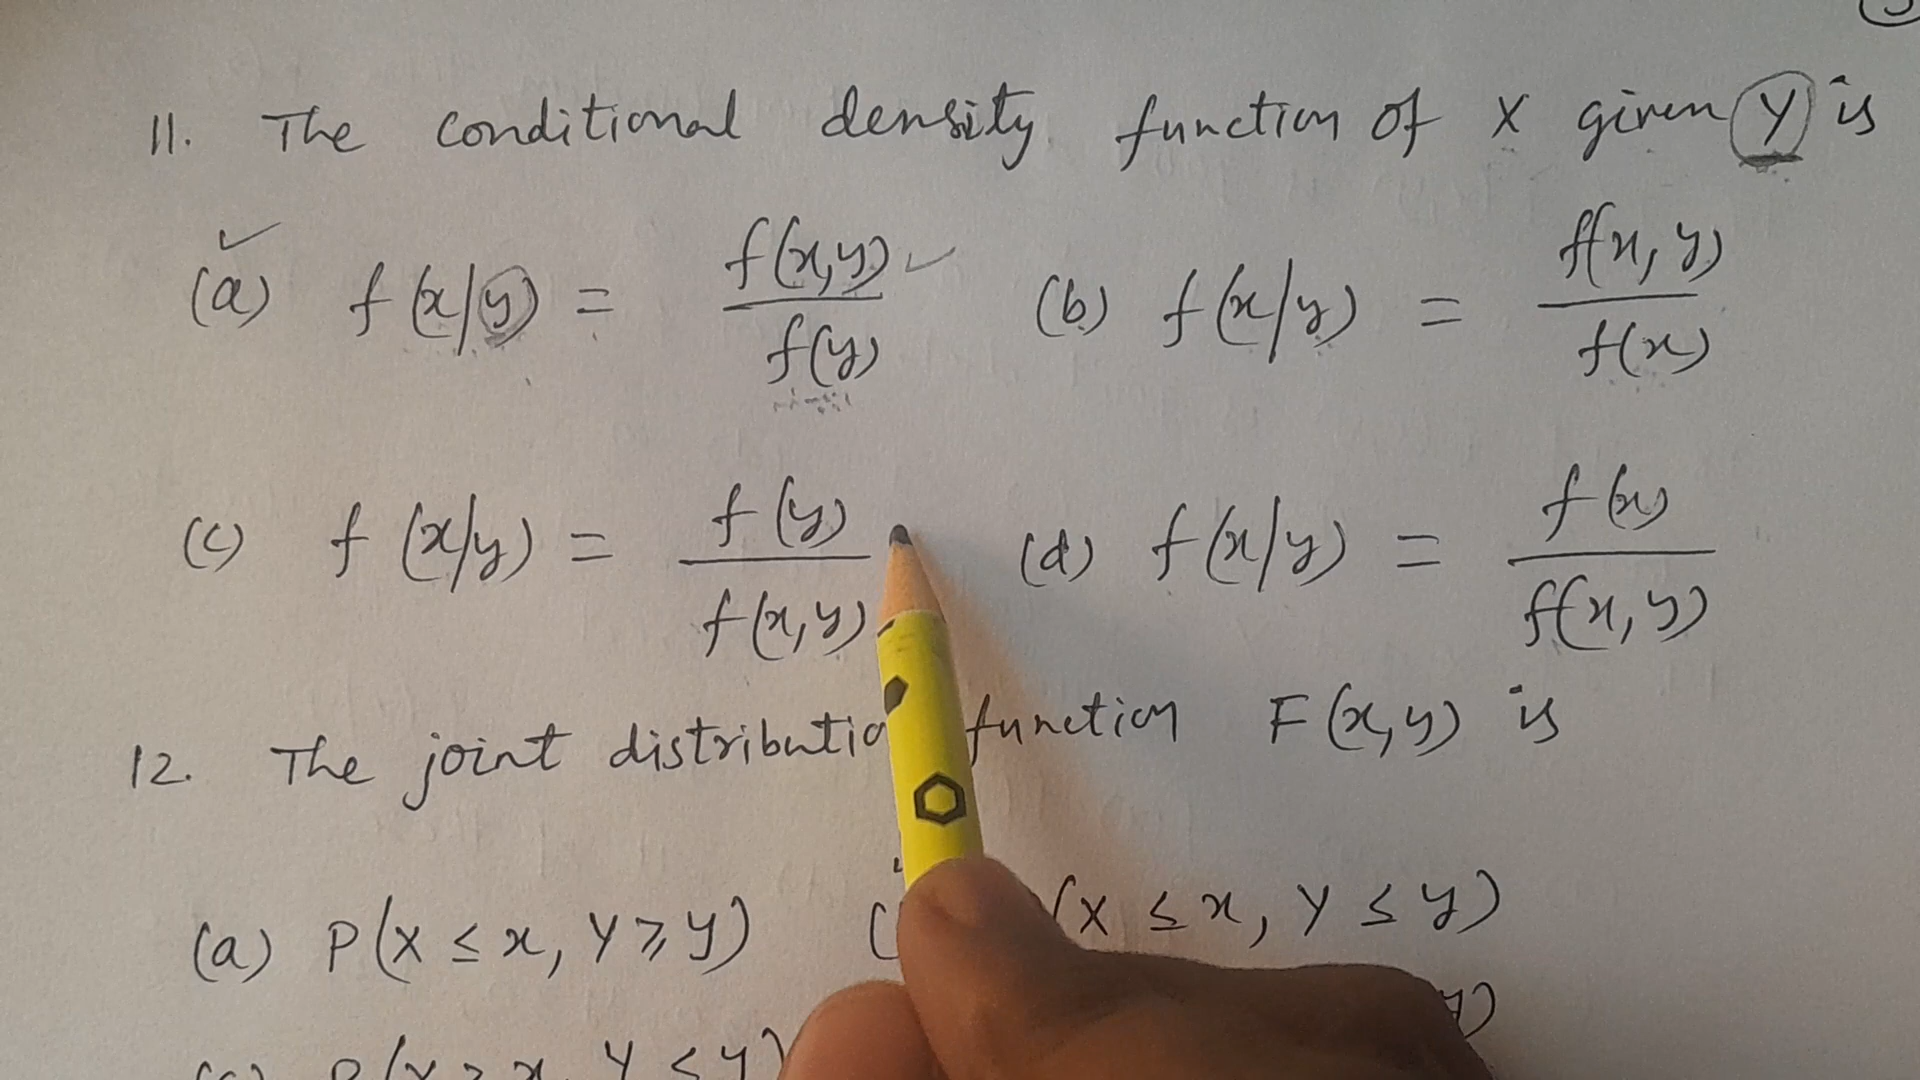 11. The conditional density function of X given Y is
(a) f(x/y) = f(x,y) / f(y) (b) f(x/y) = f(x,y) / f(x)
(c) f(x/y) = f(y) / f(x,y) (d) f(x/y) = f(x) / f(x,y)
12. The joint distributio function F(x,y) is
(a) P(X ≤ x, Y ≥ y) (X ≤ x, Y ≤ y)